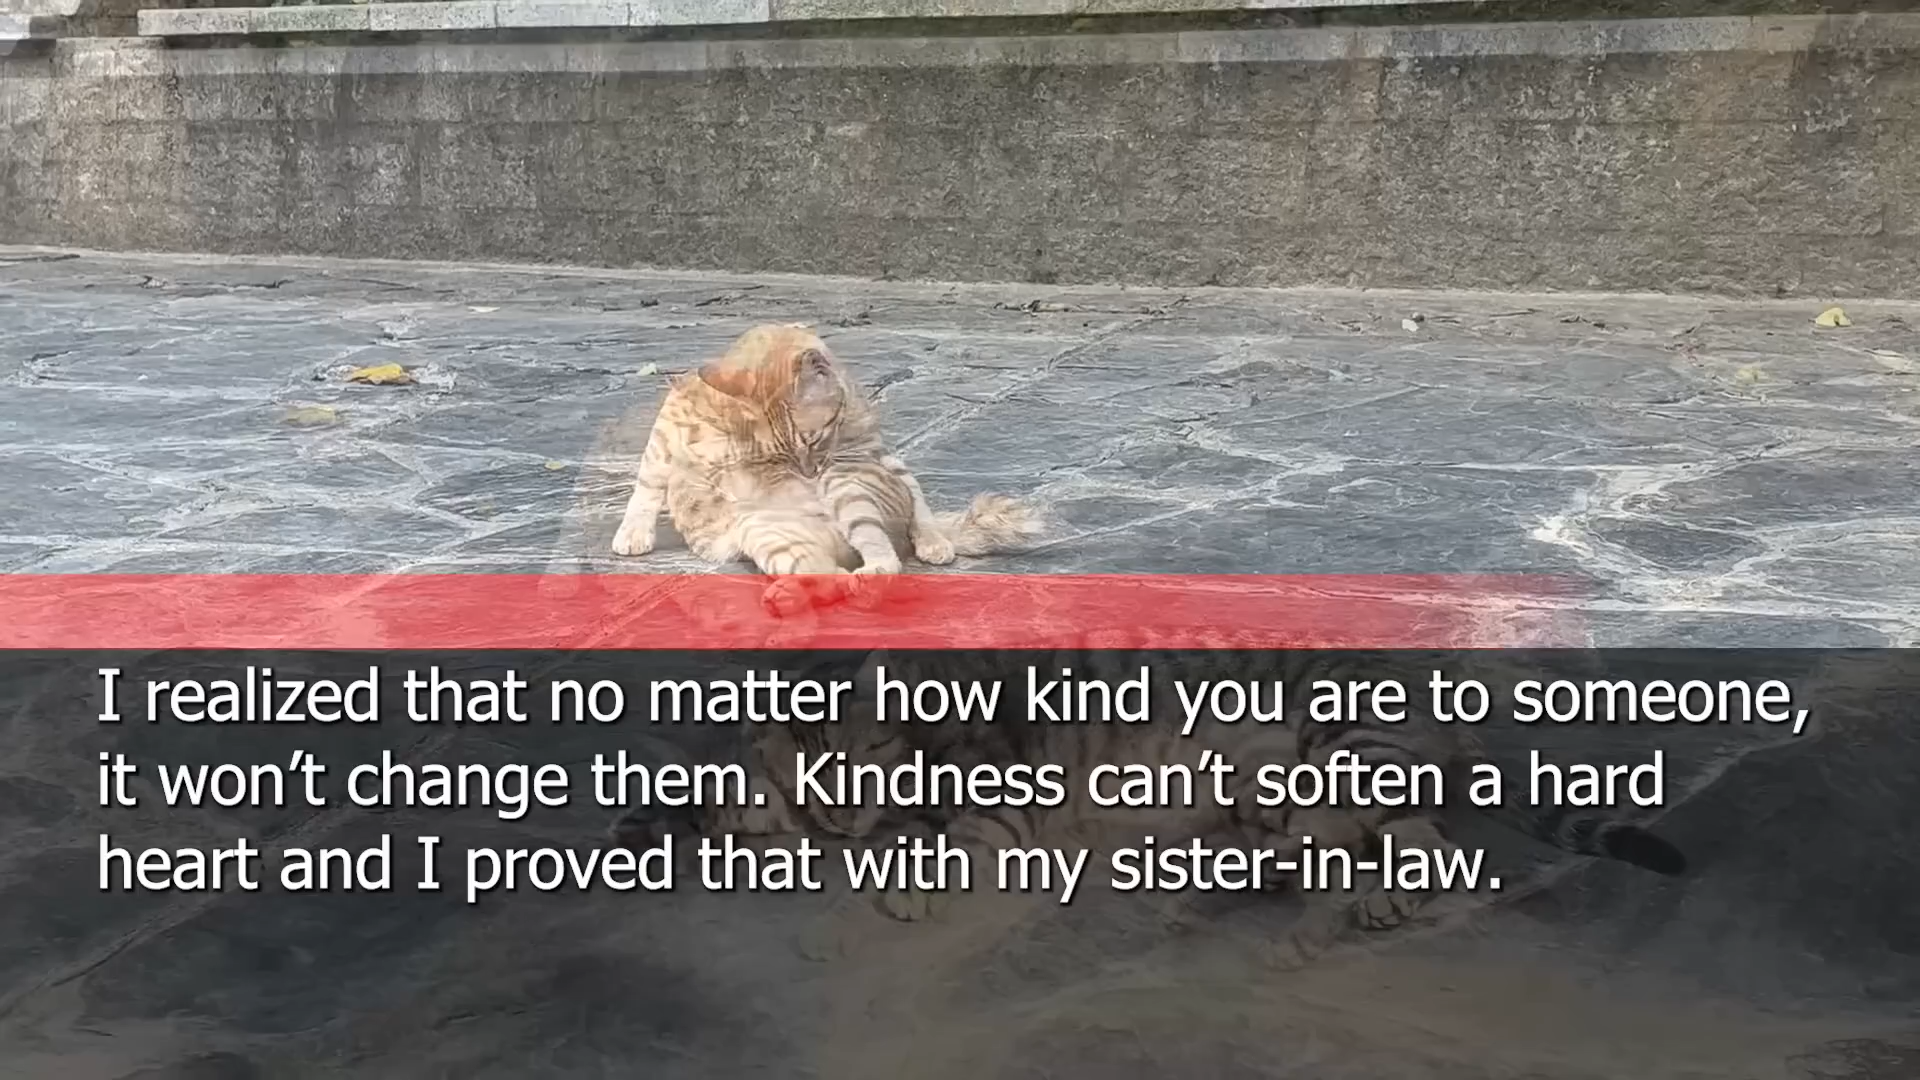 I realized that no matter how kind you are to someone,
it won’t change them. Kindness can’t soften a hard
heart and I proved that with my sister-in-law.